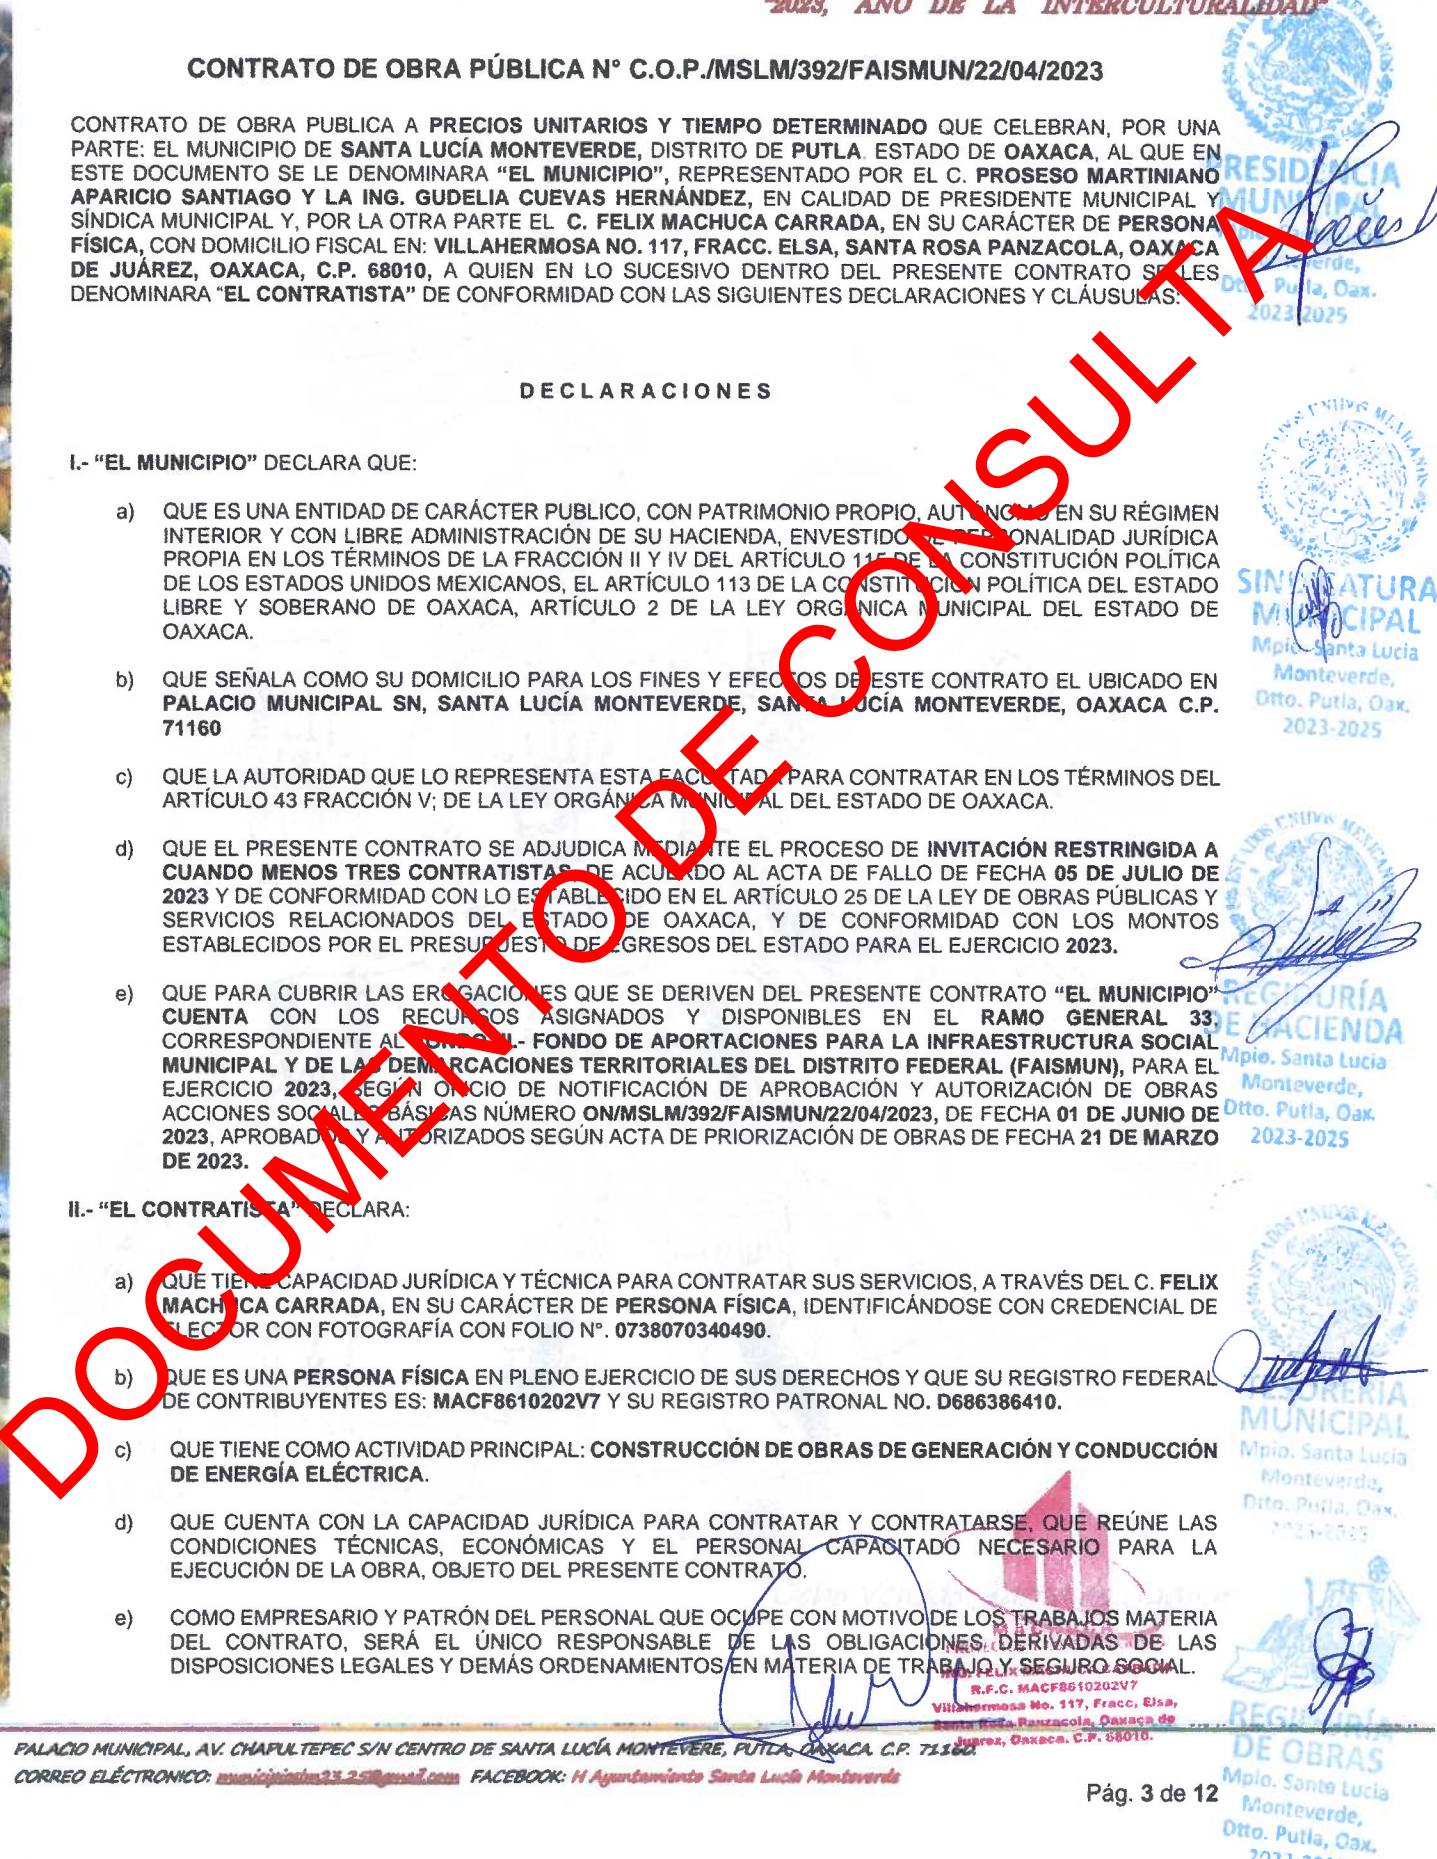 "2023, AÑO DE LA INTERCULTURALIDAD"
CONTRATO DE OBRA PÚBLICA N° C.O.P./MSLM/392/FAISMUN/22/04/2023
CONTRATO DE OBRA PUBLICA A PRECIOS UNITARIOS Y TIEMPO DETERMINADO QUE CELEBRAN, POR UNA
PARTE: EL MUNICIPIO DE SANTA LUCÍA MONTEVERDE, DISTRITO DE PUTLA. ESTADO DE OAXACA, AL QUE EN
ESTE DOCUMENTO SE LE DENOMINARA "EL MUNICIPIO", REPRESENTADO POR EL C. PROSESO MARTINIANO
APARICIO SANTIAGO Y LA ING. GUDELIA CUEVAS HERNÁNDEZ, EN CALIDAD DE PRESIDENTE MUNICIPAL Y
SÍNDICA MUNICIPAL Y, POR LA OTRA PARTE EL C. FELIX MACHUCA CARRADA, EN SU CARÁCTER DE PERSONA
FÍSICA, CON DOMICILIO FISCAL EN: VILLAHERMOSA NO. 117, FRACC. ELSA, SANTA ROSA PANZACOLA, OAXACA
DE JUÁREZ, OAXACA, C.P. 68010, A QUIEN EN LO SUCESIVO DENTRO DEL PRESENTE CONTRATO SE LES
DENOMINARA "EL CONTRATISTA" DE CONFORMIDAD CON LAS SIGUIENTES DECLARACIONES Y CLÁUSULAS:
PRESIDENCIA
MUNICIPAL
Dtto. Putla, Oax.
2023-2025
DECLARACIONES
I.- "EL MUNICIPIO" DECLARA QUE:
a) QUE ES UNA ENTIDAD DE CARÁCTER PUBLICO, CON PATRIMONIO PROPIO, AUTÓNOMO EN SU RÉGIMEN
INTERIOR Y CON LIBRE ADMINISTRACIÓN DE SU HACIENDA, ENVESTIDO DE PERSONALIDAD JURÍDICA
PROPIA EN LOS TÉRMINOS DE LA FRACCIÓN II Y IV DEL ARTÍCULO 115 DE LA CONSTITUCIÓN POLÍTICA
DE LOS ESTADOS UNIDOS MEXICANOS, EL ARTÍCULO 113 DE LA CONSTITUCIÓN POLÍTICA DEL ESTADO
LIBRE Y SOBERANO DE OAXACA, ARTÍCULO 2 DE LA LEY ORGÁNICA MUNICIPAL DEL ESTADO DE
OAXACA.
SINDICATURA
MUNICIPAL
Mpio. Santa Lucia
Monteverde,
Dtto. Putla, Oax.
2023-2025
b) QUE SEÑALA COMO SU DOMICILIO PARA LOS FINES Y EFECTOS DE ESTE CONTRATO EL UBICADO EN
PALACIO MUNICIPAL SN, SANTA LUCÍA MONTEVERDE, SANTA LUCÍA MONTEVERDE, OAXACA C.P.
71160
c) QUE LA AUTORIDAD QUE LO REPRESENTA ESTA FACULTADA PARA CONTRATAR EN LOS TÉRMINOS DEL
ARTÍCULO 43 FRACCIÓN V; DE LA LEY ORGÁNICA MUNICIPAL DEL ESTADO DE OAXACA.
d) QUE EL PRESENTE CONTRATO SE ADJUDICA MEDIANTE EL PROCESO DE INVITACIÓN RESTRINGIDA A
CUANDO MENOS TRES CONTRATISTAS, DE ACUERDO AL ACTA DE FALLO DE FECHA 05 DE JULIO DE
2023 Y DE CONFORMIDAD CON LO ESTABLECIDO EN EL ARTÍCULO 25 DE LA LEY DE OBRAS PÚBLICAS Y
SERVICIOS RELACIONADOS DEL ESTADO DE OAXACA, Y DE CONFORMIDAD CON LOS MONTOS
ESTABLECIDOS POR EL PRESUPUESTO DE EGRESOS DEL ESTADO PARA EL EJERCICIO 2023.
e) QUE PARA CUBRIR LAS EROGACIONES QUE SE DERIVEN DEL PRESENTE CONTRATO "EL MUNICIPIO"
CUENTA CON LOS RECURSOS ASIGNADOS Y DISPONIBLES EN EL RAMO GENERAL 33,
CORRESPONDIENTE AL FONDO III.- FONDO DE APORTACIONES PARA LA INFRAESTRUCTURA SOCIAL
MUNICIPAL Y DE LAS DEMARCACIONES TERRITORIALES DEL DISTRITO FEDERAL (FAISMUN), PARA EL
EJERCICIO 2023, SEGÚN OFICIO DE NOTIFICACIÓN DE APROBACIÓN Y AUTORIZACIÓN DE OBRAS
ACCIONES SOCIALES BÁSICAS NÚMERO ON/MSLM/392/FAISMUN/22/04/2023, DE FECHA 01 DE JUNIO DE
2023, APROBADOS Y AUTORIZADOS SEGÚN ACTA DE PRIORIZACIÓN DE OBRAS DE FECHA 21 DE MARZO
DE 2023.
REGIDURÍA
DE HACIENDA
Mpio. Santa Lucia
Monteverde,
Dtto. Putla, Oax.
2023-2025
II.- "EL CONTRATISTA" DECLARA:
a) QUE TIENE CAPACIDAD JURÍDICA Y TÉCNICA PARA CONTRATAR SUS SERVICIOS, A TRAVÉS DEL C. FELIX
MACHUCA CARRADA, EN SU CARÁCTER DE PERSONA FÍSICA, IDENTIFICÁNDOSE CON CREDENCIAL DE
ELECTOR CON FOTOGRAFÍA CON FOLIO N°. 0738070340490.
b) QUE ES UNA PERSONA FÍSICA EN PLENO EJERCICIO DE SUS DERECHOS Y QUE SU REGISTRO FEDERAL
DE CONTRIBUYENTES ES: MACF8610202V7 Y SU REGISTRO PATRONAL NO. D686386410.
c) QUE TIENE COMO ACTIVIDAD PRINCIPAL: CONSTRUCCIÓN DE OBRAS DE GENERACIÓN Y CONDUCCIÓN
DE ENERGÍA ELÉCTRICA.
TESORERIA
MUNICIPAL
Mpio. Santa Lucía
Monteverde,
Dtto. Putla, Oax.
2023-2025
d) QUE CUENTA CON LA CAPACIDAD JURÍDICA PARA CONTRATAR Y CONTRATARSE, QUE REÚNE LAS
CONDICIONES TÉCNICAS, ECONÓMICAS Y EL PERSONAL CAPACITADO NECESARIO PARA LA
EJECUCIÓN DE LA OBRA, OBJETO DEL PRESENTE CONTRATO.
e) COMO EMPRESARIO Y PATRÓN DEL PERSONAL QUE OCUPE CON MOTIVO DE LOS TRABAJOS MATERIA
DEL CONTRATO, SERÁ EL ÚNICO RESPONSABLE DE LAS OBLIGACIONES DERIVADAS DE LAS
DISPOSICIONES LEGALES Y DEMÁS ORDENAMIENTOS EN MATERIA DE TRABAJO Y SEGURO SOCIAL.
ING. FELIX MACHUCA CARRADA
R.F.C. MACF8610202V7
Villahermosa No. 117, Fracc, Elsa,
Santa Rosa Panzacola, Oaxaca de
Juarez, Oaxaca. C.P. 68010.
REGIDURÍA
DE OBRAS
Mpio. Santa Lucia
Monteverde,
Dtto. Putla, Oax.
PALACIO MUNICIPAL, AV. CHAPULTEPEC S/N CENTRO DE SANTA LUCÍA MONTEVERE, PUTLA, OAXACA. C.P. 71160.
CORREO ELÉCTRONICO: FACEBOOK: H Ayuntamiento Santa Lucía Monteverde
Pág. 3 de 12
DOCUMENTO DE CONSULTA